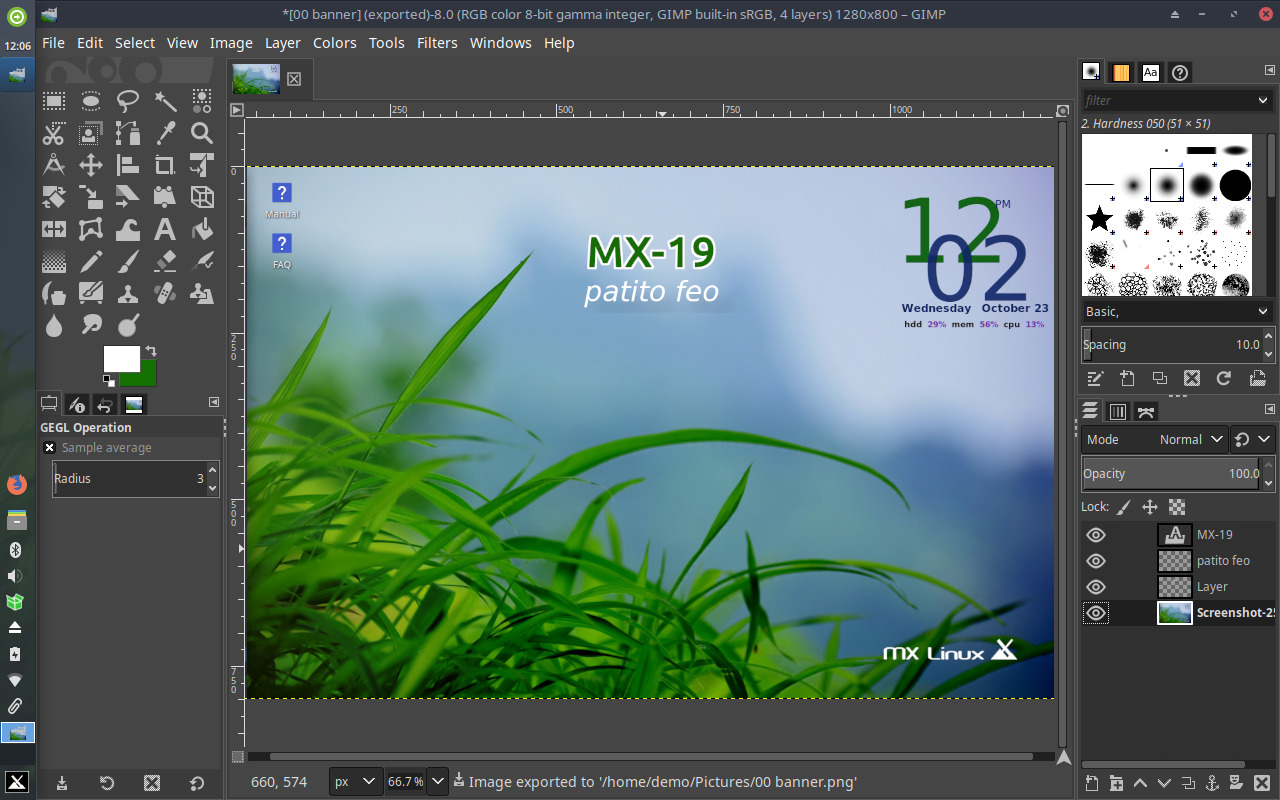 *[00 banner] (exported)-8.0 (RGB color 8-bit gamma integer, GIMP built-in sRGB, 4 layers) 1280x800 – GIMP
12:06
File Edit Select View Image Layer Colors Tools Filters Windows Help
Aa
filter
2. Hardness 050 (51 × 51)
250 500 750 1000
0
250
500
750
Manual
FAQ
MX-19
patito feo
12 PM
02
Wednesday October 23
hdd 29% mem 56% cpu 13%
MX Linux
GEGL Operation
Sample average
Radius 3
Basic,
Spacing 10.0
Mode Normal
Opacity 100.0
Lock:
MX-19
patito feo
Layer
Screenshot-2
660, 574 px 66.7 % Image exported to '/home/demo/Pictures/00 banner.png'